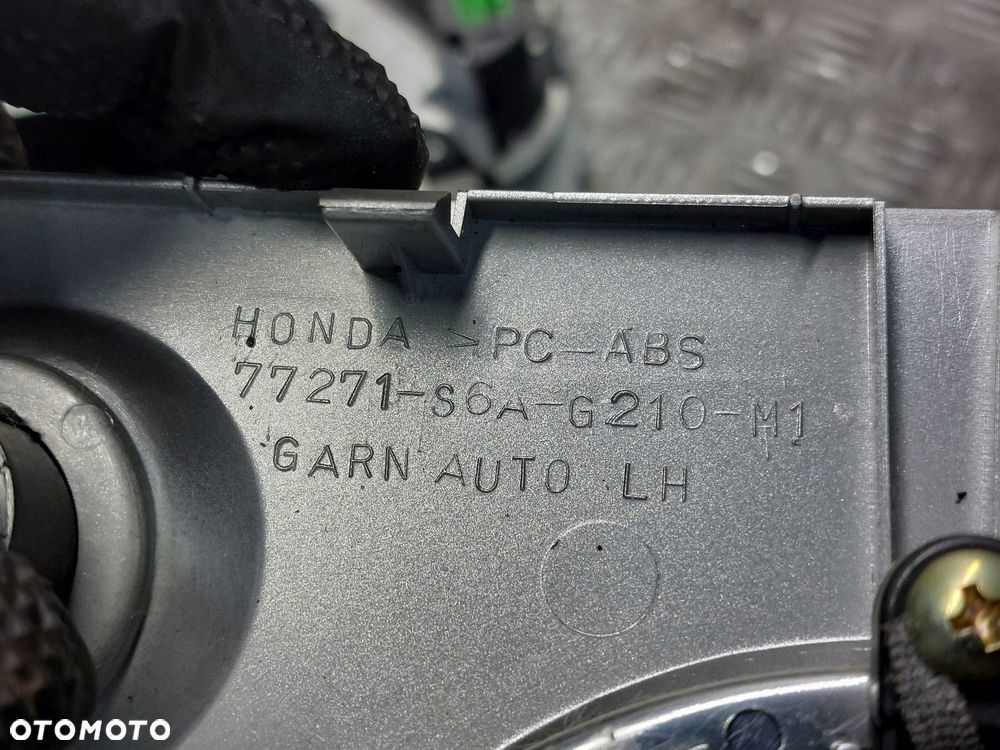 HONDA >PC-ABS
77271-S6A-G210-M1
GARN AUTO LH
OTOMOTO